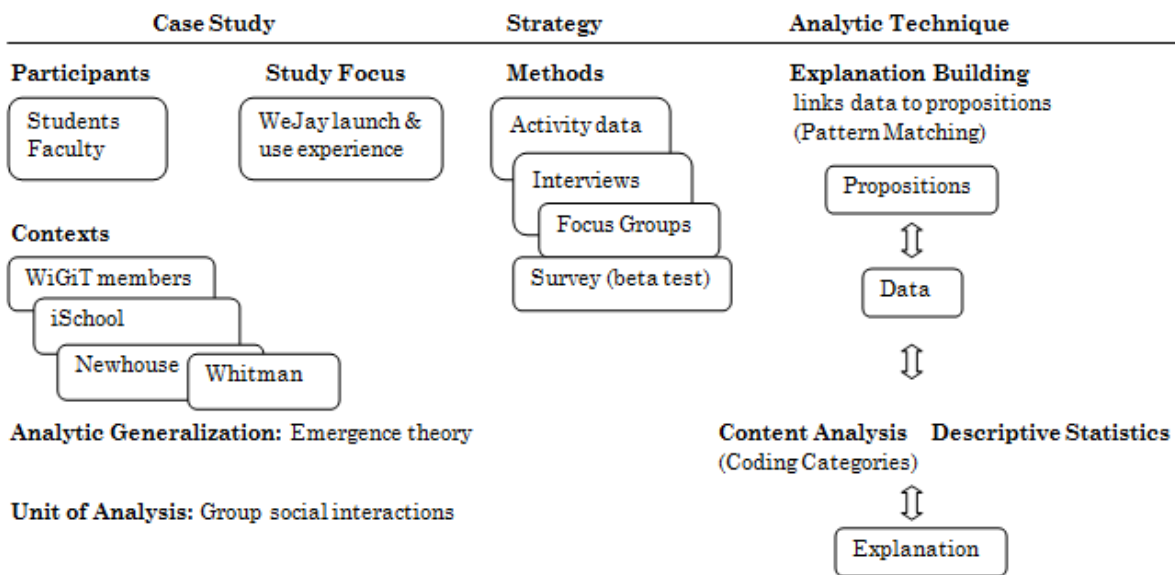 Case Study
Strategy
Analytic Technique
Participants
Study Focus
Methods
Explanation Building
links data to propositions
(Pattern Matching)
Students
Faculty
WeJay launch &
use experience
Activity data
Interviews
Focus Groups
Survey (beta test)
Propositions
Data
Contexts
WiGiT members
iSchool
Newhouse
Whitman
Analytic Generalization: Emergence theory
Content Analysis
Descriptive Statistics
(Coding Categories)
Unit of Analysis: Group social interactions
Explanation